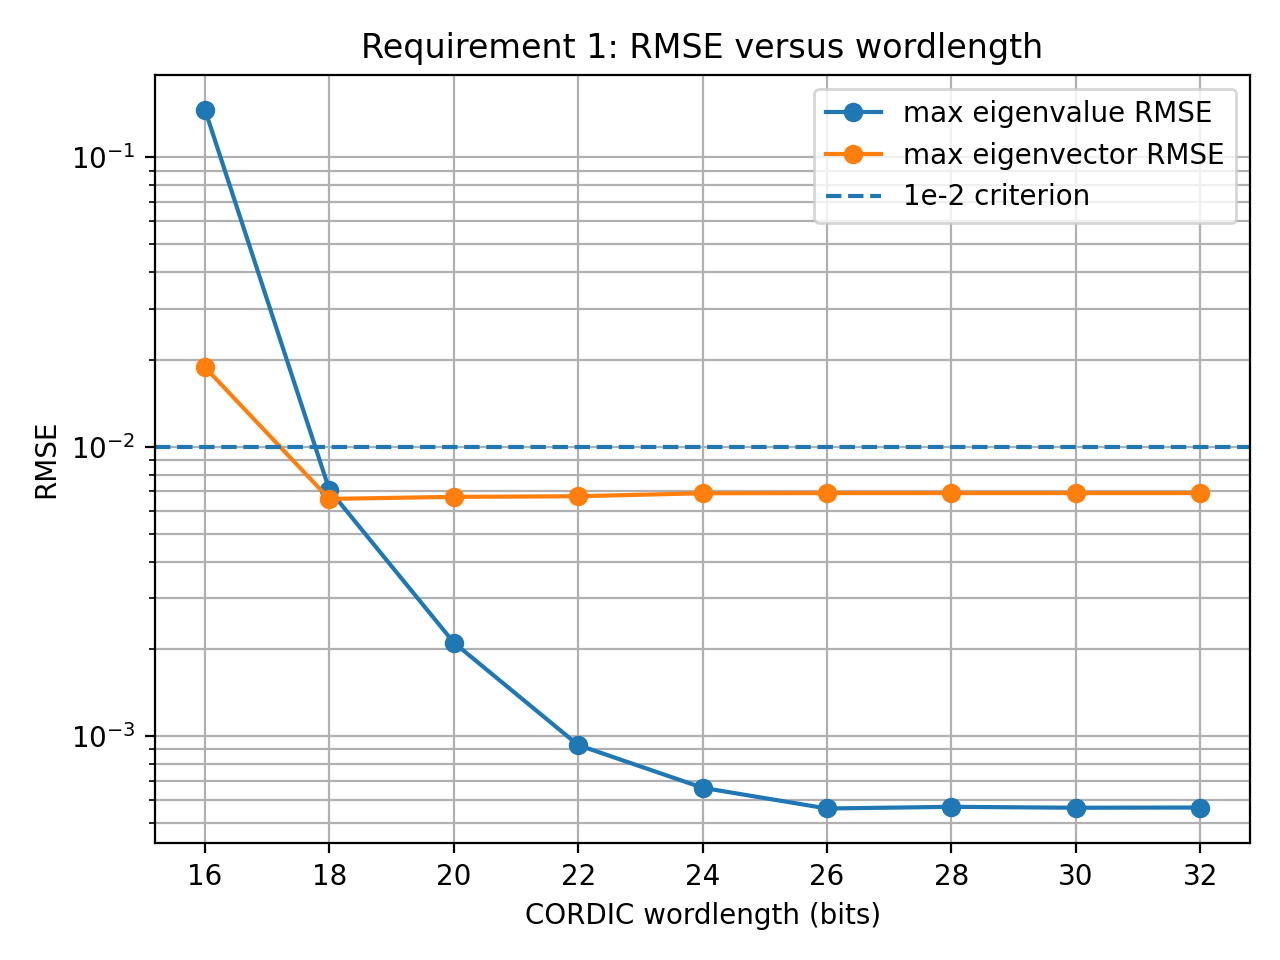 Requirement 1: RMSE versus wordlength
max eigenvalue RMSE
max eigenvector RMSE
1e-2 criterion
RMSE
10⁻¹
10⁻²
10⁻³
16 18 20 22 24 26 28 30 32
CORDIC wordlength (bits)